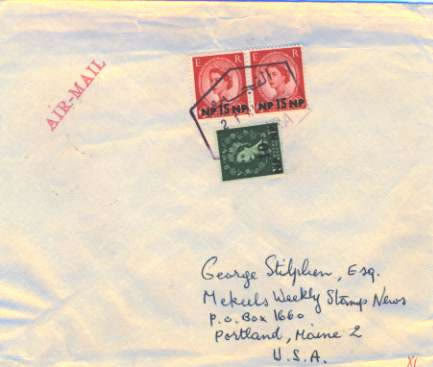 AIR-MAIL
E R E R
NP 15 NP NP 15 NP
George Stilphen, Esq.
Mekeels Weekly Stamp News
P.O. Box 1660
Portland, Maine 2
U.S.A.